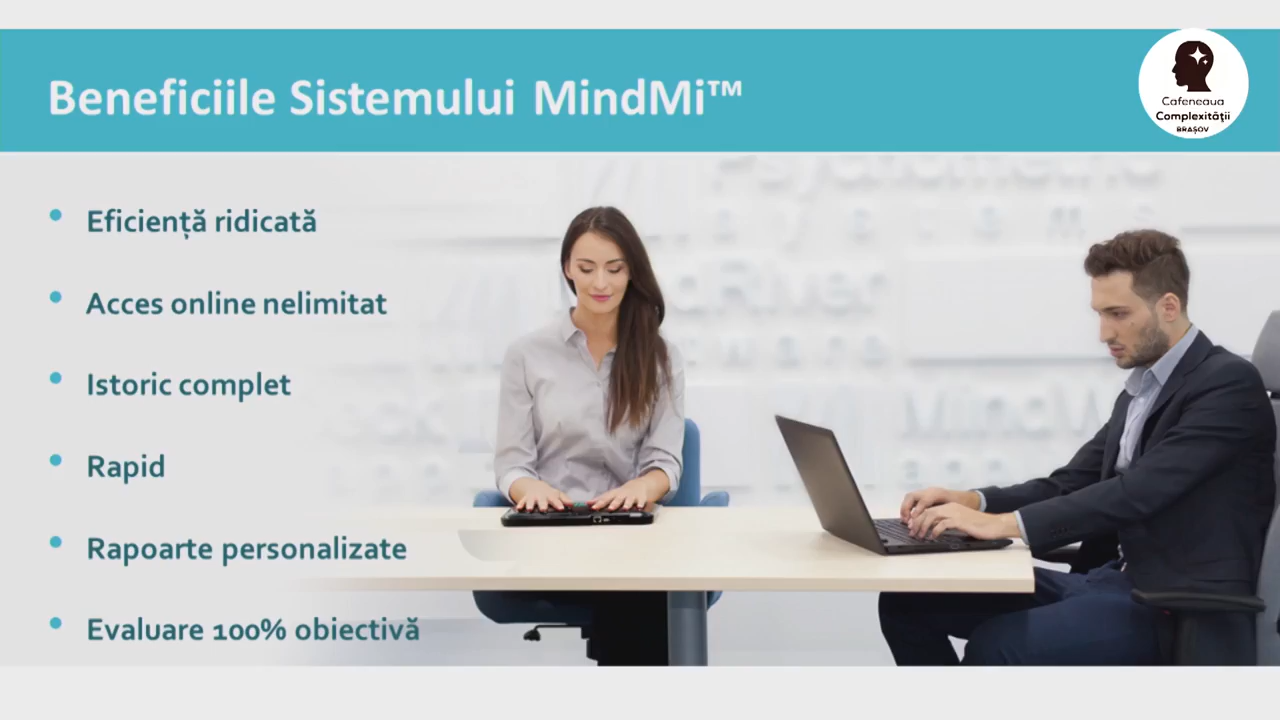 Beneficiile Sistemului MindMi™
Cafeneaua
Complexității
BRAȘOV
Eficiență ridicată
Acces online nelimitat
Istoric complet
Rapid
Rapoarte personalizate
Evaluare 100% obiectivă